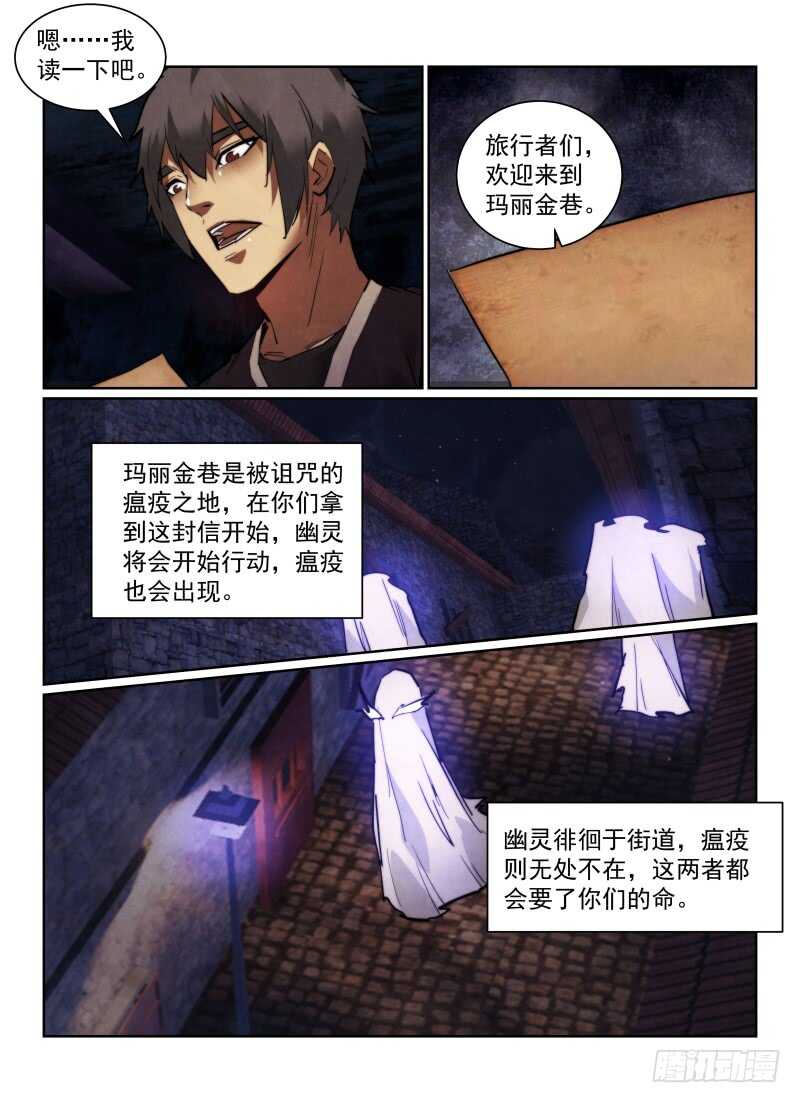 嗯……我
读一下吧。
旅行者们，
欢迎来到
玛丽金巷。
玛丽金巷是被诅咒的
瘟疫之地，在你们拿
到这封信开始，幽灵
将会开始行动，瘟疫
也会出现。
幽灵徘徊于街道，瘟疫
则无处不在，这两者都
会要了你们的命。
腾讯动漫